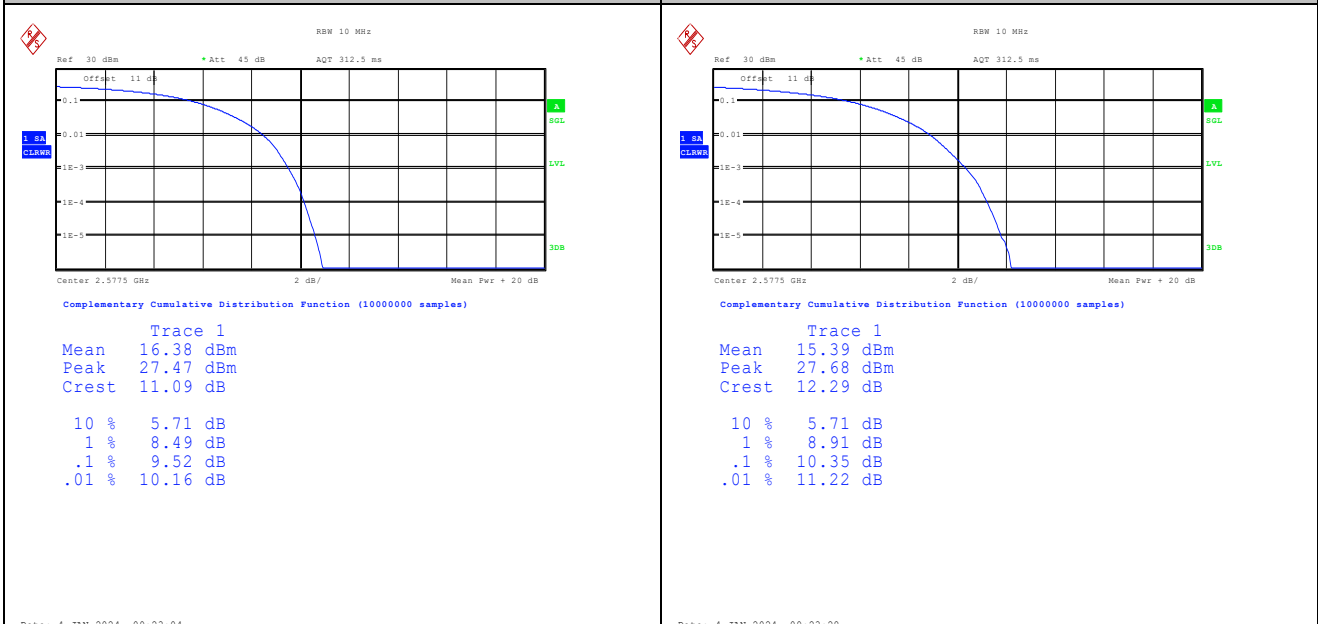 R S
RBW 10 MHz
Ref 30 dBm * Att 45 dB AQT 312.5 ms
Offset 11 dB
0.1
0.01
1E-3
1E-4
1E-5
1 SA
CLRWR
A
SGL
LVL
3DB
Center 2.5775 GHz 2 dB/ Mean Pwr + 20 dB
Complementary Cumulative Distribution Function (10000000 samples)
Trace 1
Mean 16.38 dBm
Peak 27.47 dBm
Crest 11.09 dB
10 % 5.71 dB
1 % 8.49 dB
.1 % 9.52 dB
.01 % 10.16 dB
R S
RBW 10 MHz
Ref 30 dBm * Att 45 dB AQT 312.5 ms
Offset 11 dB
0.1
0.01
1E-3
1E-4
1E-5
1 SA
CLRWR
A
SGL
LVL
3DB
Center 2.5775 GHz 2 dB/ Mean Pwr + 20 dB
Complementary Cumulative Distribution Function (10000000 samples)
Trace 1
Mean 15.39 dBm
Peak 27.68 dBm
Crest 12.29 dB
10 % 5.71 dB
1 % 8.91 dB
.1 % 10.35 dB
.01 % 11.22 dB